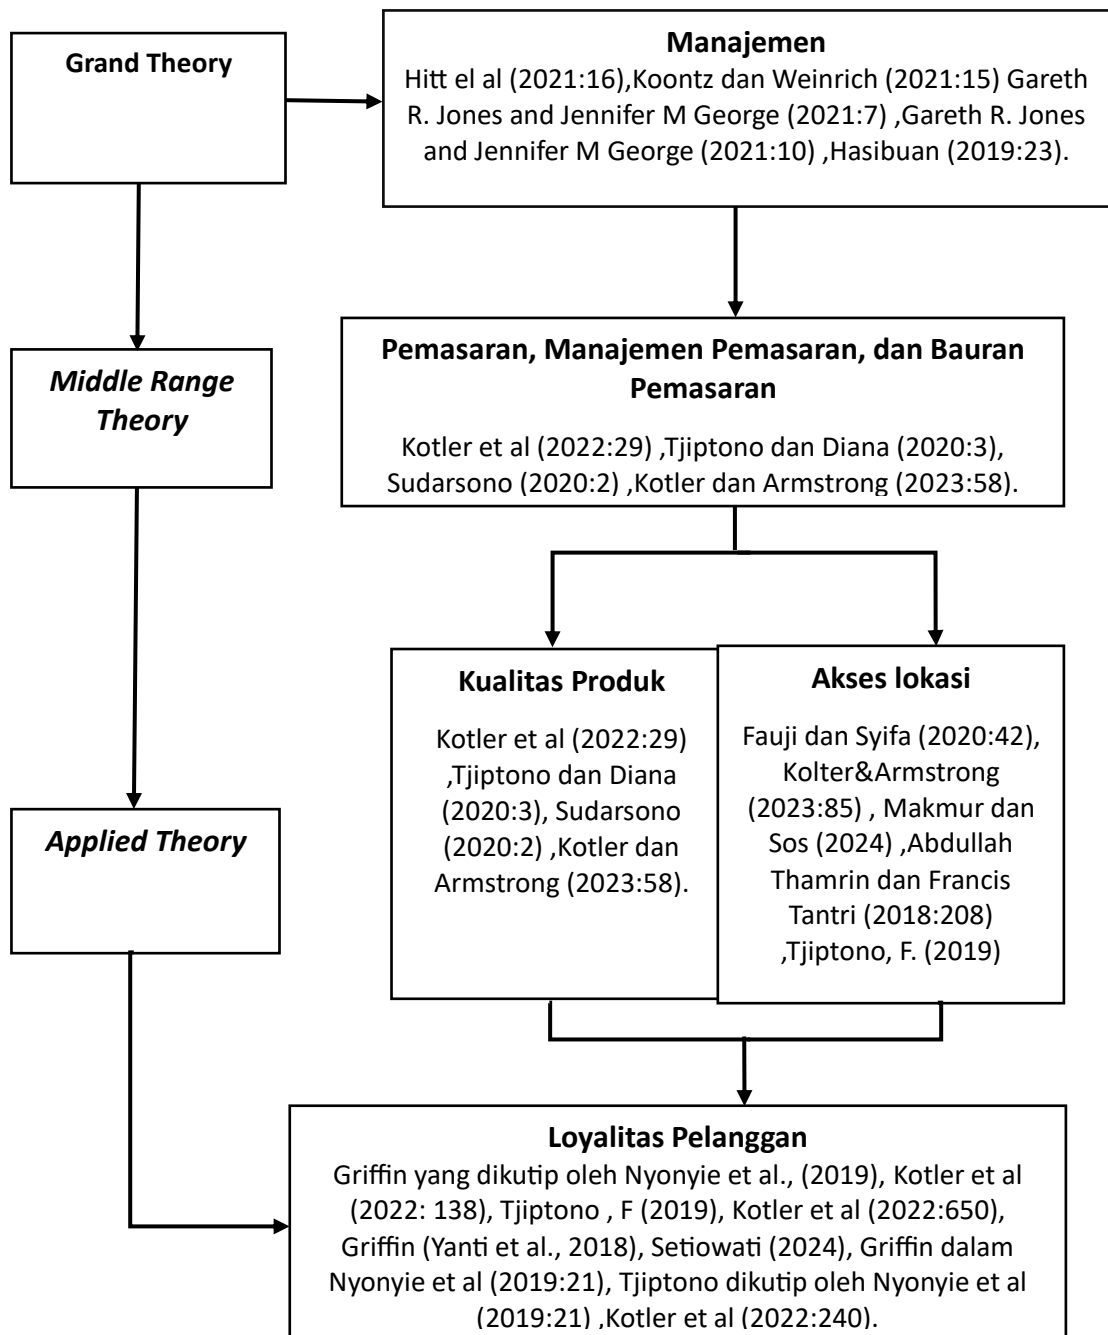 Grand Theory
Manajemen
Hitt el al (2021:16),Koontz dan Weinrich (2021:15) Gareth
R. Jones and Jennifer M George (2021:7) ,Gareth R. Jones
and Jennifer M George (2021:10) ,Hasibuan (2019:23).
Middle Range
Theory
Pemasaran, Manajemen Pemasaran, dan Bauran
Pemasaran
Kotler et al (2022:29) ,Tjiptono dan Diana (2020:3),
Sudarsono (2020:2) ,Kotler dan Armstrong (2023:58).
Applied Theory
Kualitas Produk
Kotler et al (2022:29)
,Tjiptono dan Diana
(2020:3), Sudarsono
(2020:2) ,Kotler dan
Armstrong (2023:58).
Akses lokasi
Fauji dan Syifa (2020:42),
Kolter&Armstrong
(2023:85) , Makmur dan
Sos (2024) ,Abdullah
Thamrin dan Francis
Tantri (2018:208)
,Tjiptono, F. (2019)
Loyalitas Pelanggan
Griffin yang dikutip oleh Nyonyie et al., (2019), Kotler et al
(2022: 138), Tjiptono , F (2019), Kotler et al (2022:650),
Griffin (Yanti et al., 2018), Setiowati (2024), Griffin dalam
Nyonyie et al (2019:21), Tjiptono dikutip oleh Nyonyie et al
(2019:21) ,Kotler et al (2022:240).